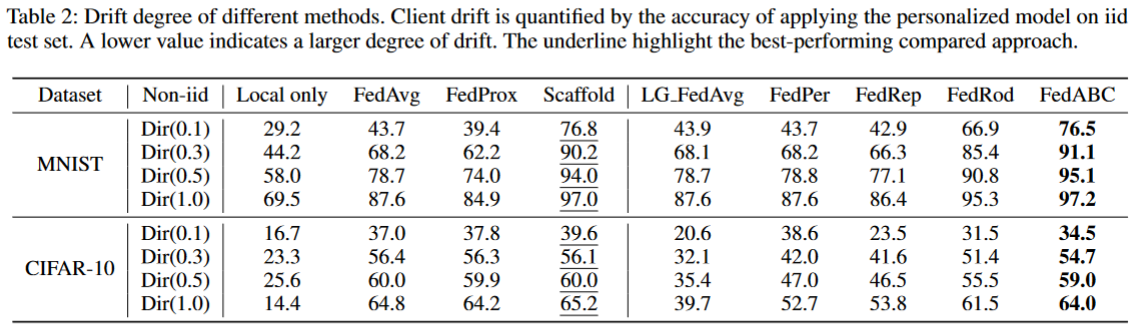 Table 2: Drift degree of different methods. Client drift is quantified by the accuracy of applying the personalized model on iid
test set. A lower value indicates a larger degree of drift. The underline highlight the best-performing compared approach.
Dataset Non-iid Local only FedAvg FedProx Scaffold LG_FedAvg FedPer FedRep FedRod FedABC
MNIST
Dir(0.1) 29.2 43.7 39.4 76.8 43.9 43.7 42.9 66.9 76.5
Dir(0.3) 44.2 68.2 62.2 90.2 68.1 68.2 66.3 85.4 91.1
Dir(0.5) 58.0 78.7 74.0 94.0 78.7 78.8 77.1 90.8 95.1
Dir(1.0) 69.5 87.6 84.9 97.0 87.6 87.6 86.4 95.3 97.2
CIFAR-10
Dir(0.1) 16.7 37.0 37.8 39.6 20.6 38.6 23.5 31.5 34.5
Dir(0.3) 23.3 56.4 56.3 56.1 32.1 42.0 41.6 51.4 54.7
Dir(0.5) 25.6 60.0 59.9 60.0 35.4 47.0 46.5 55.5 59.0
Dir(1.0) 14.4 64.8 64.2 65.2 39.7 52.7 53.8 61.5 64.0